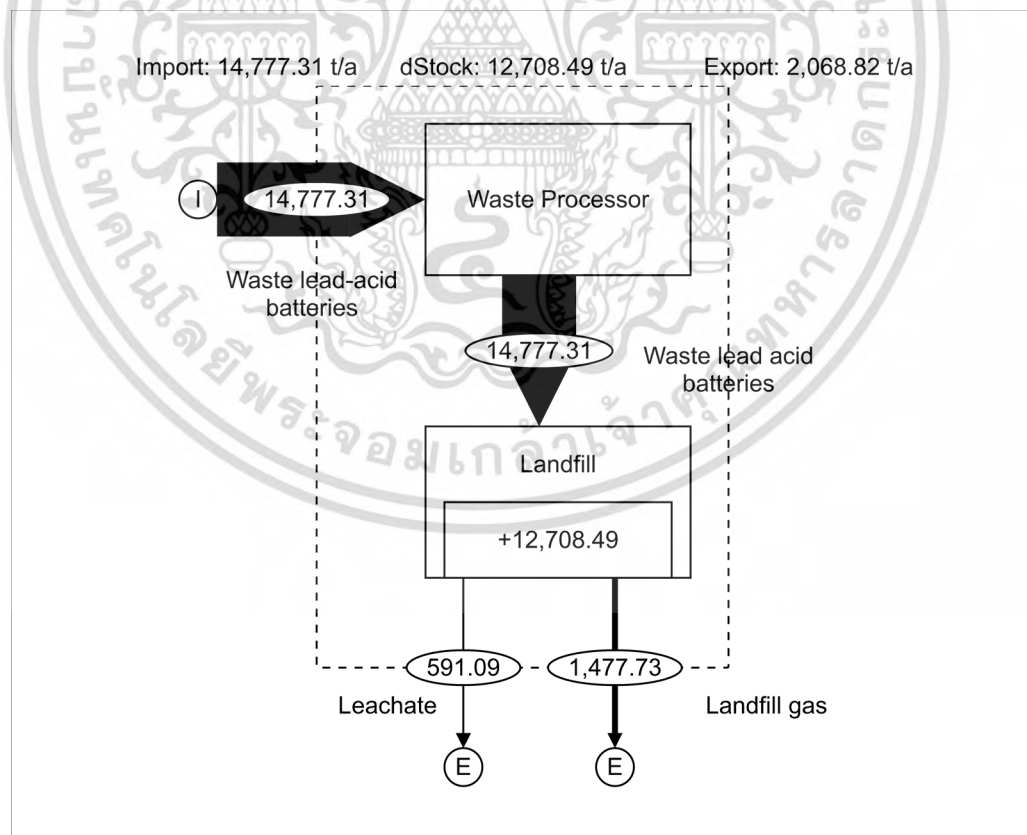 Import: 14,777.31 t/a dStock: 12,708.49 t/a Export: 2,068.82 t/a
I
14,777.31
Waste Processor
Waste lead-acid
batteries
14,777.31
Waste lead acid
batteries
Landfill
+12,708.49
591.09
1,477.73
Leachate
Landfill gas
E
E